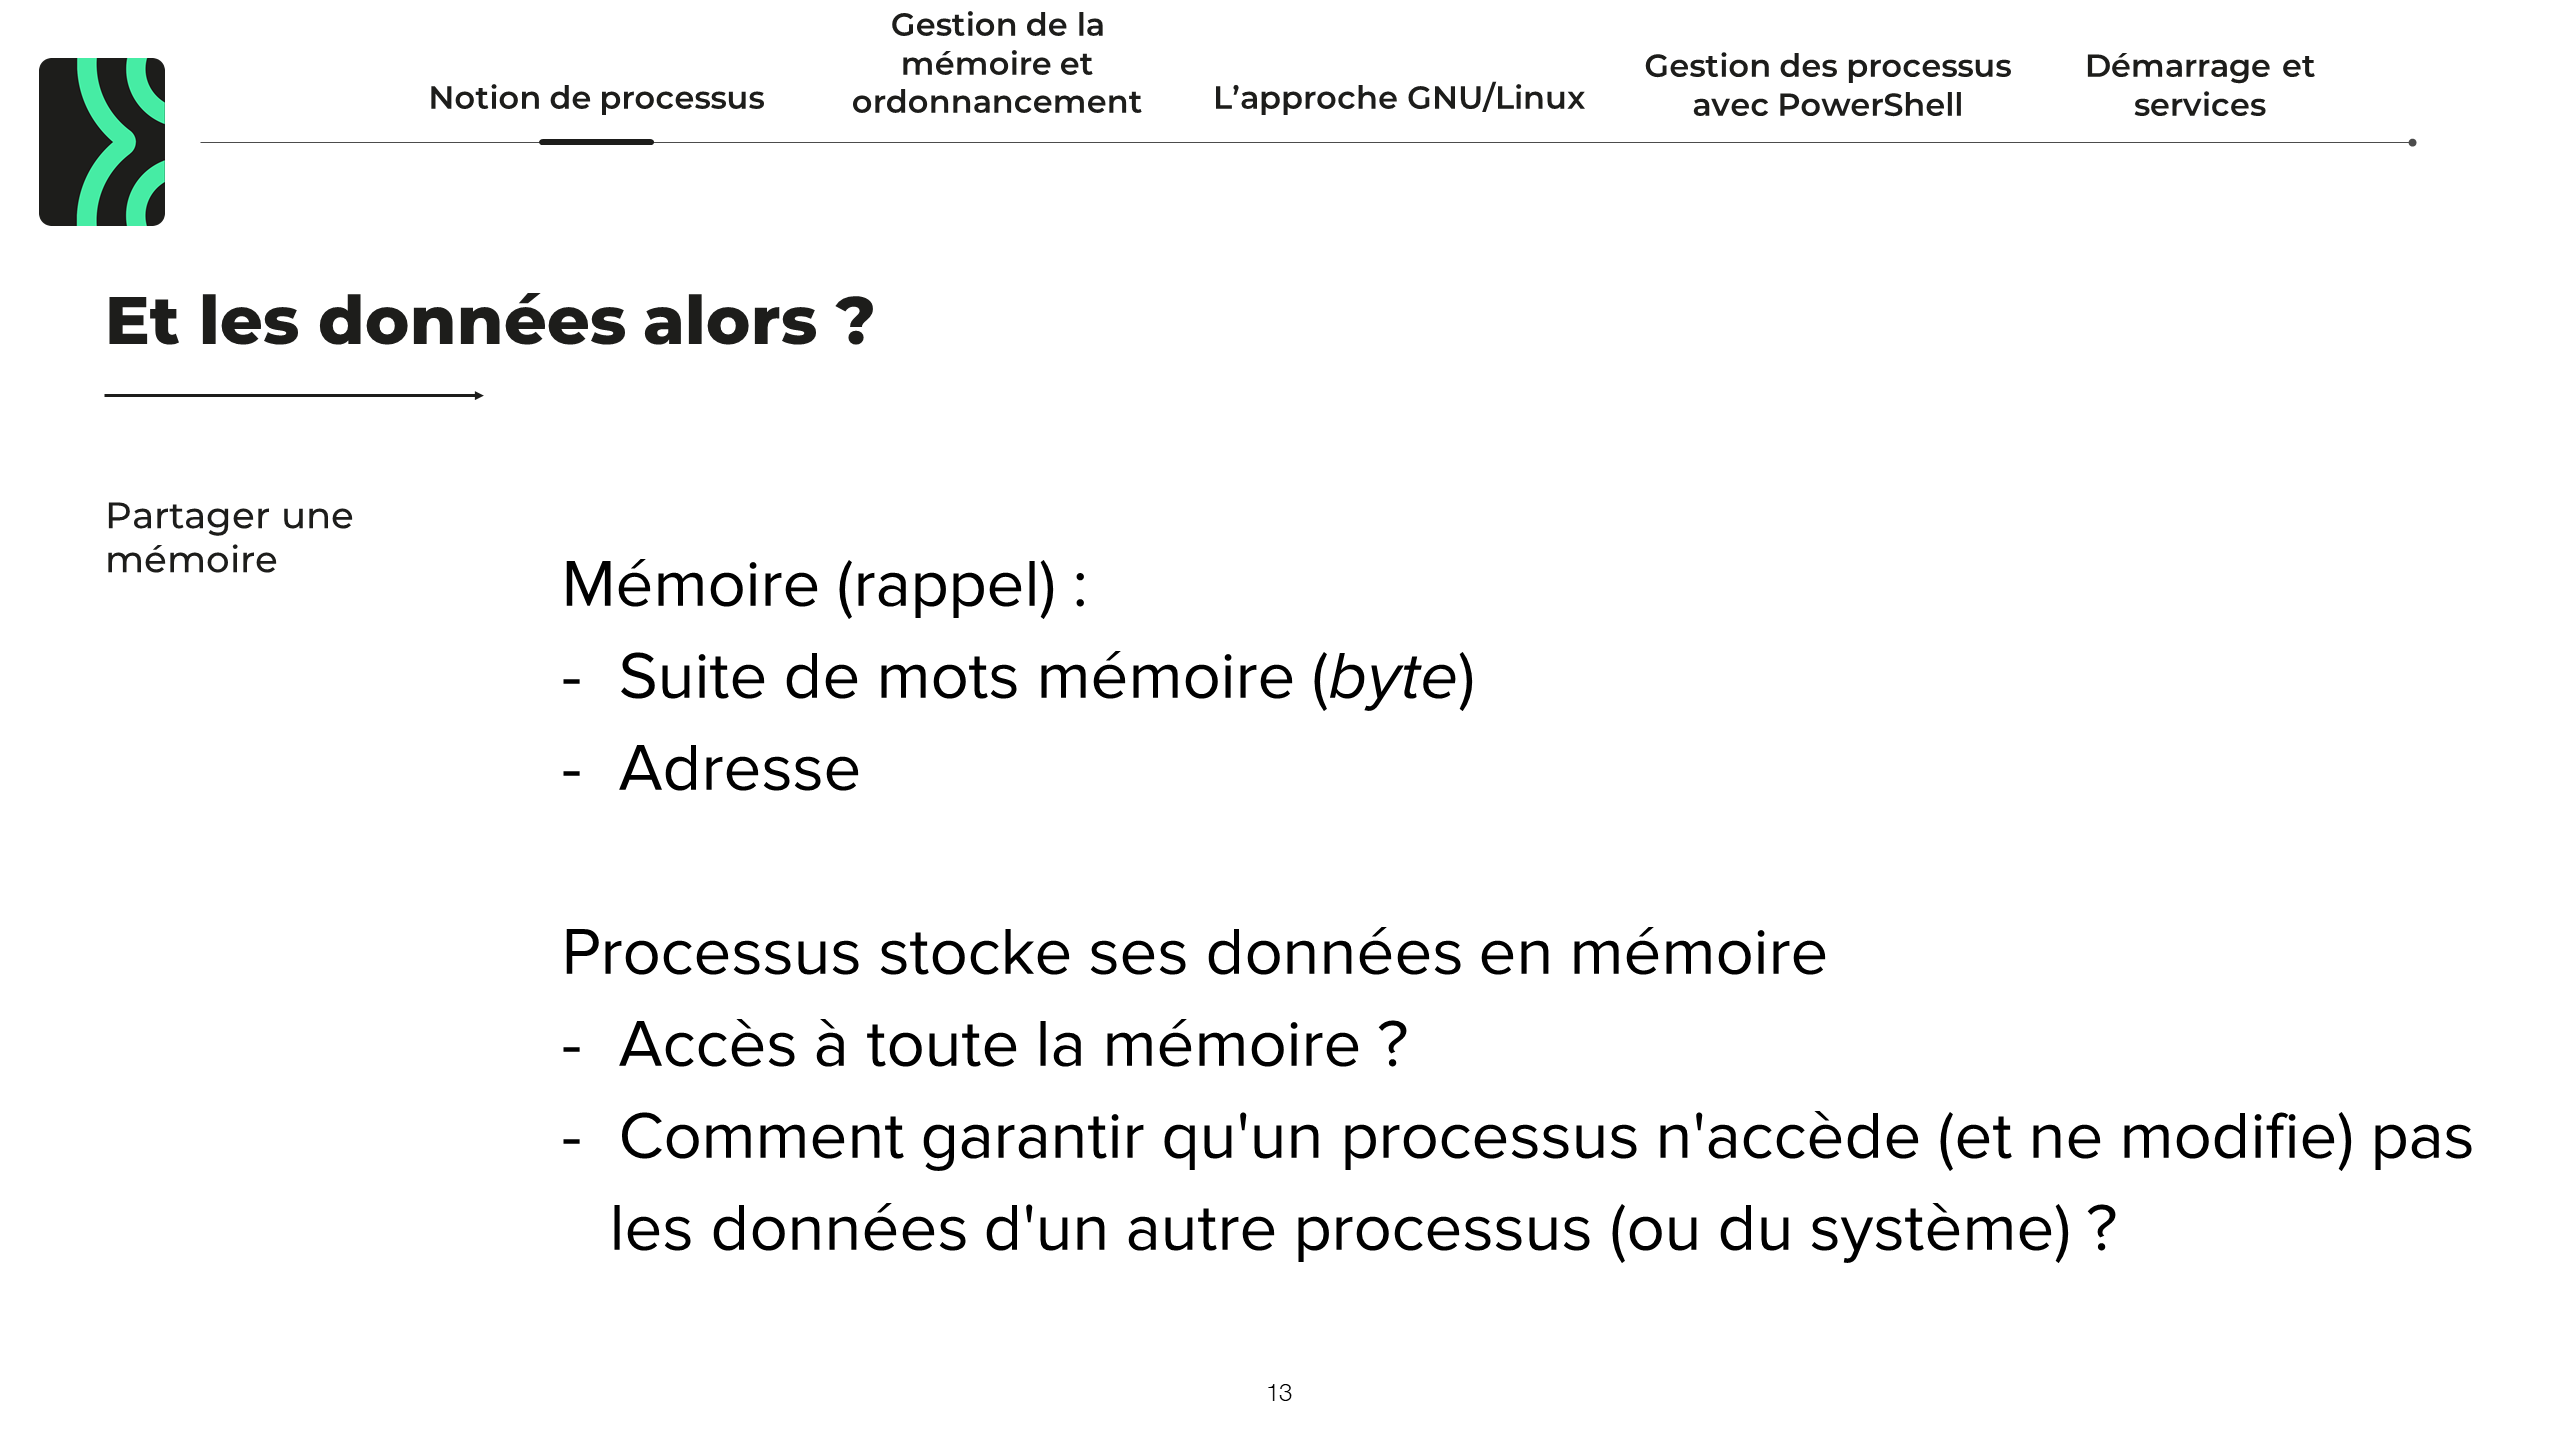 Notion de processus
Gestion de la
mémoire et
ordonnancement
L’approche GNU/Linux
Gestion des processus
avec PowerShell
Démarrage et
services
Et les données alors ?
Partager une
mémoire
Mémoire (rappel) :
- Suite de mots mémoire (byte)
- Adresse
Processus stocke ses données en mémoire
- Accès à toute la mémoire ?
- Comment garantir qu'un processus n'accède (et ne modifie) pas
les données d'un autre processus (ou du système) ?
13